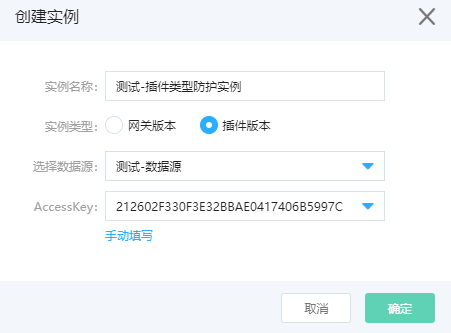 创建实例
实例名称： 测试-插件类型防护实例
实例类型： 网关版本 插件版本
选择数据源： 测试-数据源
AccessKey： 212602F330F3E32BBAE0417406B5997C
手动填写
取消 确定